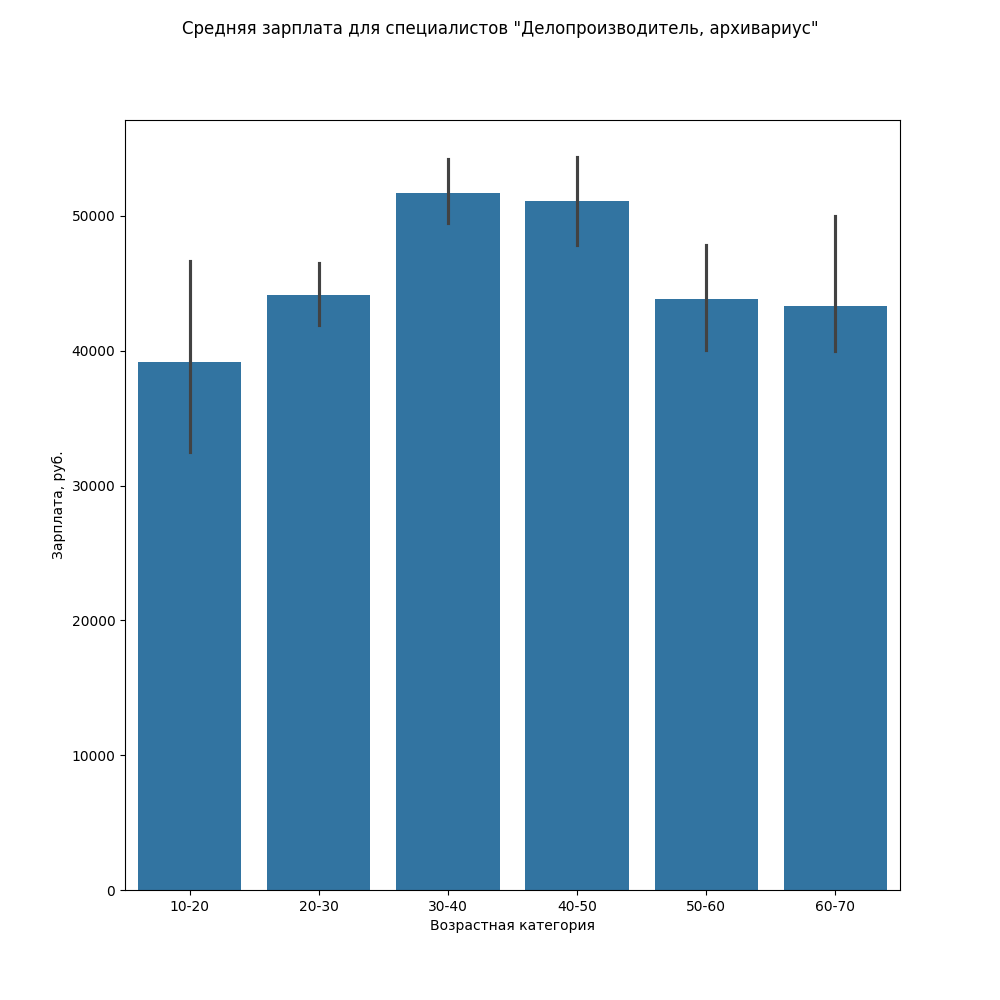 Средняя зарплата для специалистов "Делопроизводитель, архивариус"
Зарплата, руб.
50000
40000
30000
20000
10000
0
10-20 20-30 30-40 40-50 50-60 60-70
Возрастная категория